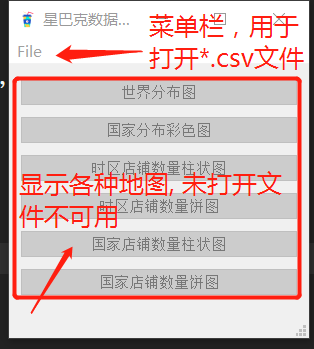 星巴克数据...
菜单栏，用于
打开*.csv文件
File
世界分布图
国家分布彩色图
时区店铺数量柱状图
显示各种地图, 未打开文
件不可用
时区店铺数量饼图
国家店铺数量柱状图
国家店铺数量饼图